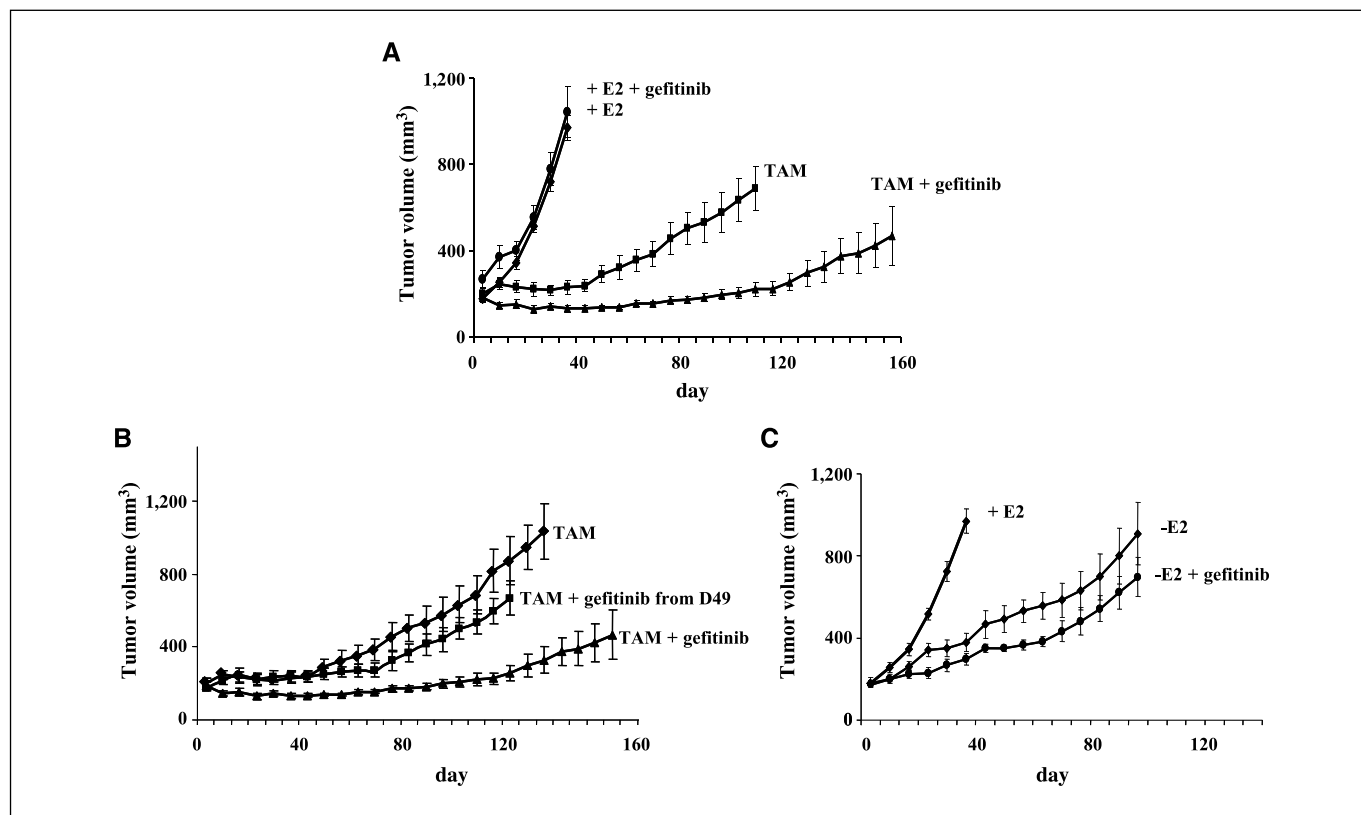 A
1,200
800
400
0
Tumor volume (mm³)
+ E2 + gefitinib
+ E2
TAM
TAM + gefitinib
0 40 80 120 160
day
B
1,200
800
400
0
Tumor volume (mm³)
TAM
TAM + gefitinib from D49
TAM + gefitinib
0 40 80 120 160
day
C
1,200
800
400
0
Tumor volume (mm³)
+ E2
-E2
-E2 + gefitinib
0 40 80 120
day